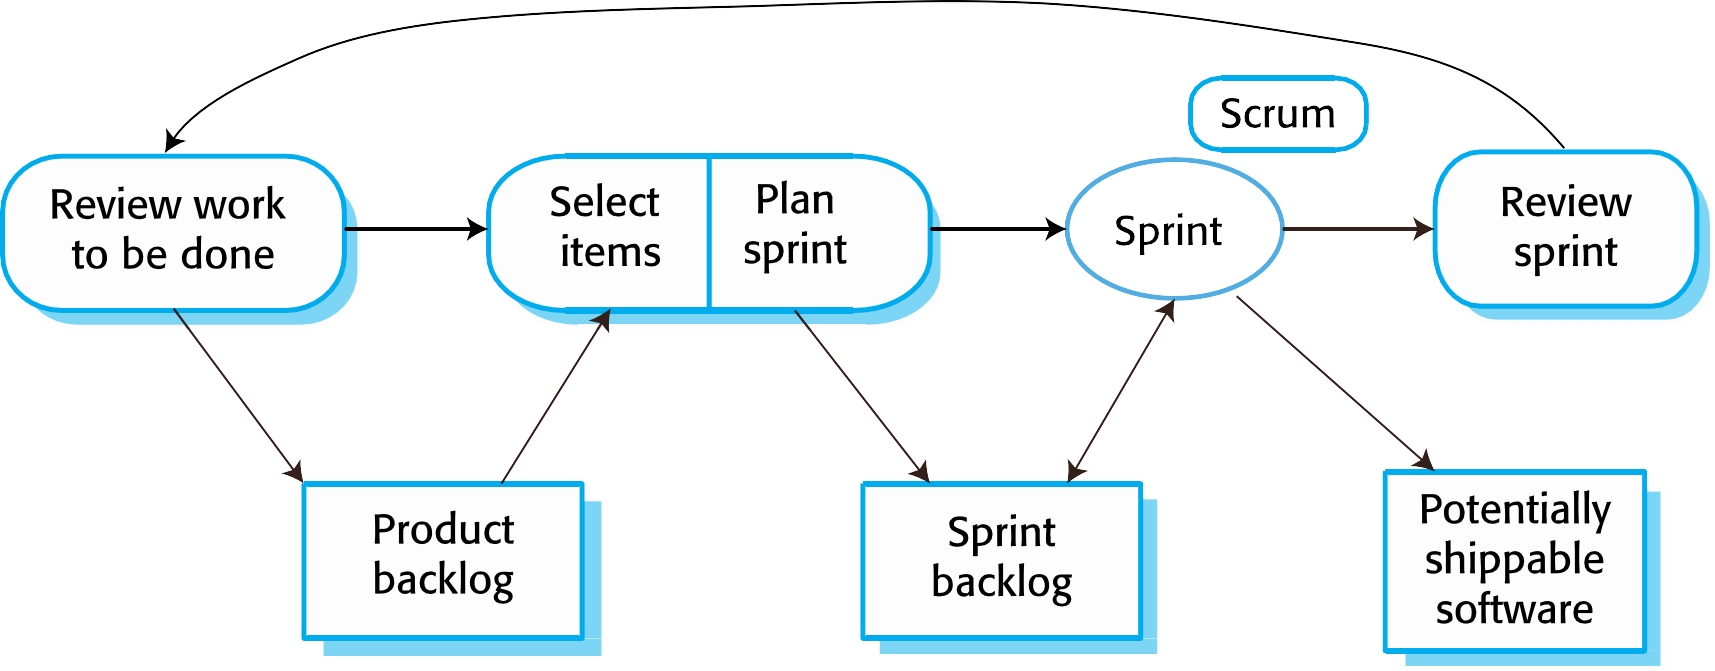 Scrum
Review work
to be done
Select
items
Plan
sprint
Sprint
Review
sprint
Product
backlog
Sprint
backlog
Potentially
shippable
software